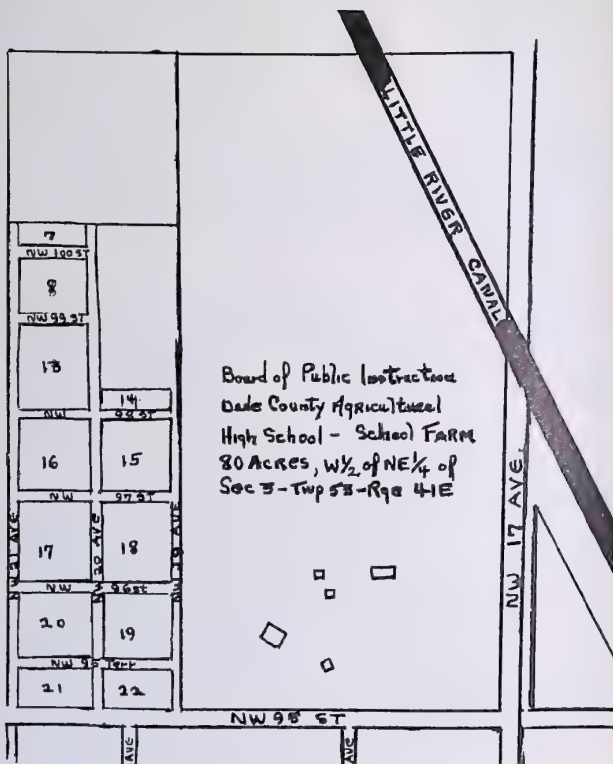 LITTLE RIVER CANAL
7
NW 100 ST
8
NW 99 ST
13
14
NW 98 ST
16
15
NW 97 ST
Board of Public Instruction
Dade County Agricultural
High School - School FARM
80 Acres, W½ of NE¼ of
Sec 3-Twp 53-Rge 41E
NW 21 AVE
17
NW 20 AVE
18
NW 19 AVE
NW 96 st
20
19
NW 95 Terr
21
22
NW 17 AVE.
NW 95 ST
AVE
AVE